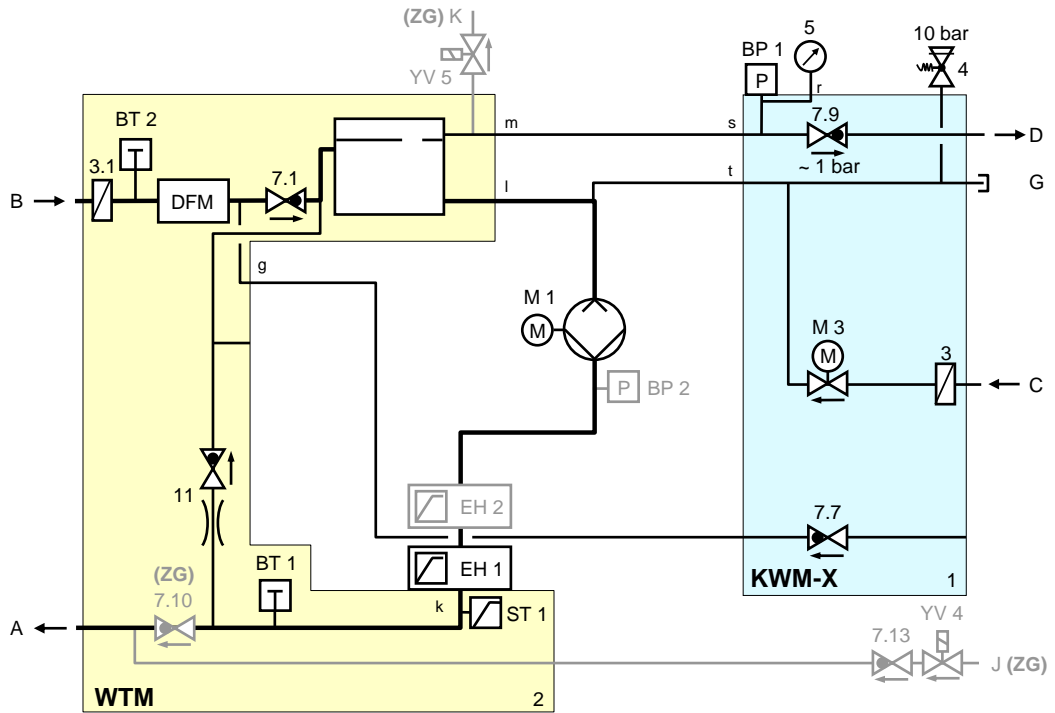 (ZG) K
YV 5
5
BP 1
P
r
10 bar
4
BT 2
T
3.1
B
DFM
7.1
m
l
s
t
7.9
~ 1 bar
D
G
g
M 1
M
M 3
M
3
C
P
BP 2
11
EH 2
EH 1
7.7
KWM-X
1
BT 1
T
k
ST 1
(ZG)
7.10
A
YV 4
7.13
J (ZG)
WTM
2